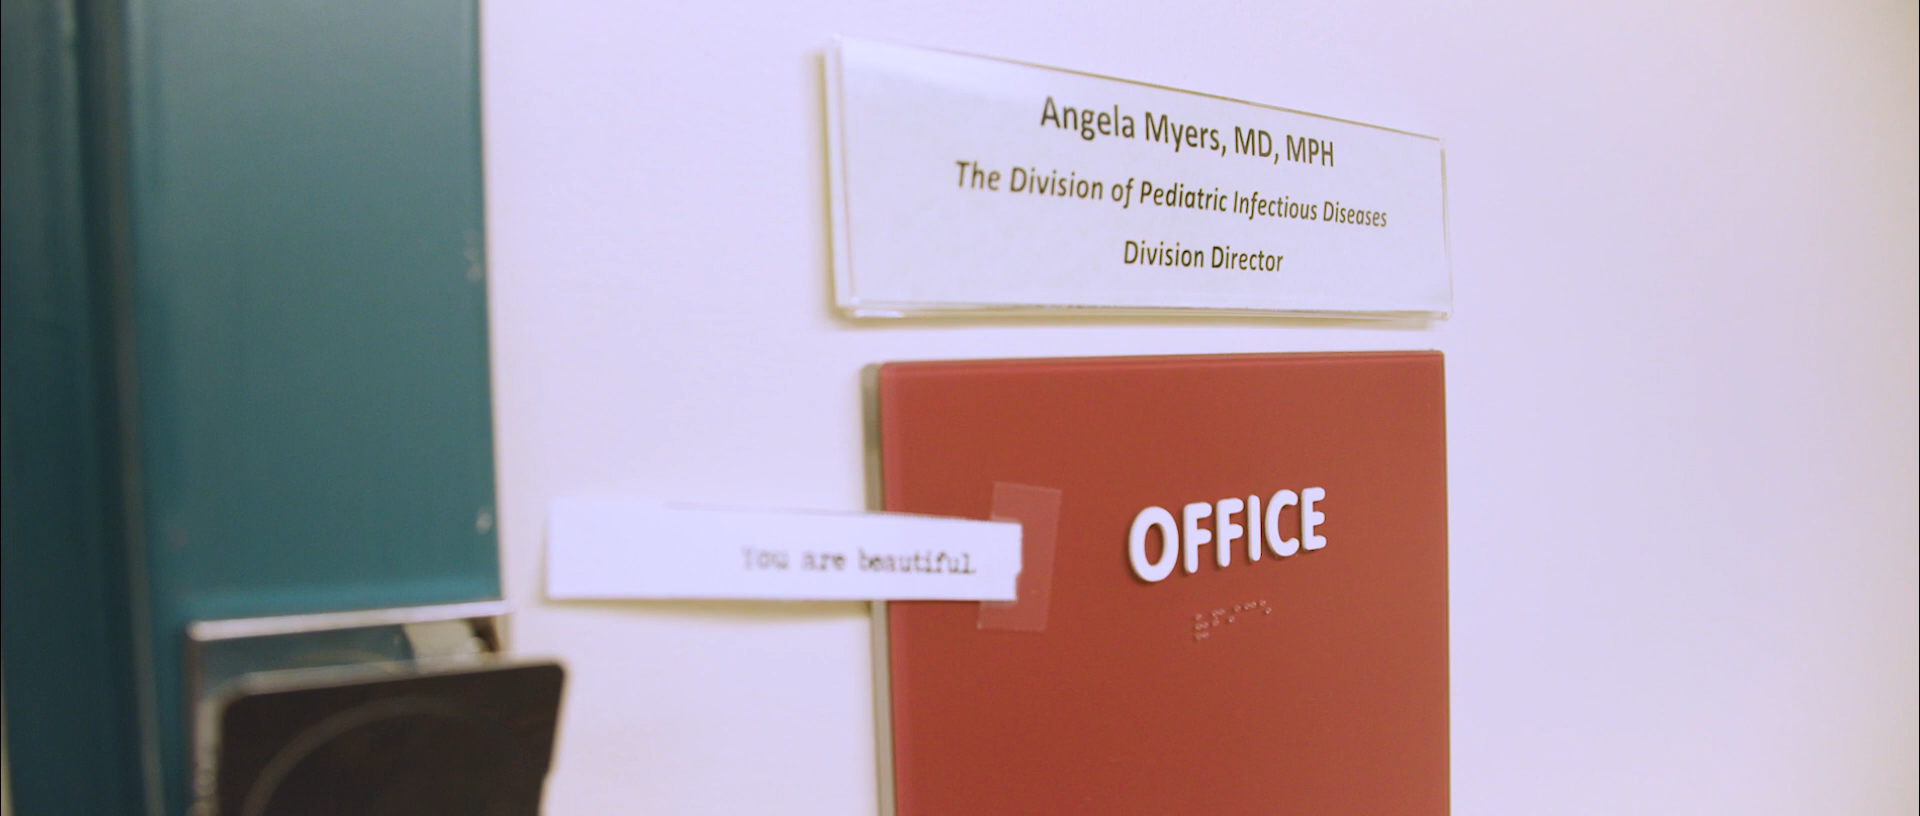 Angela Myers, MD, MPH
The Division of Pediatric Infectious Diseases
Division Director
You are beautiful.
OFFICE